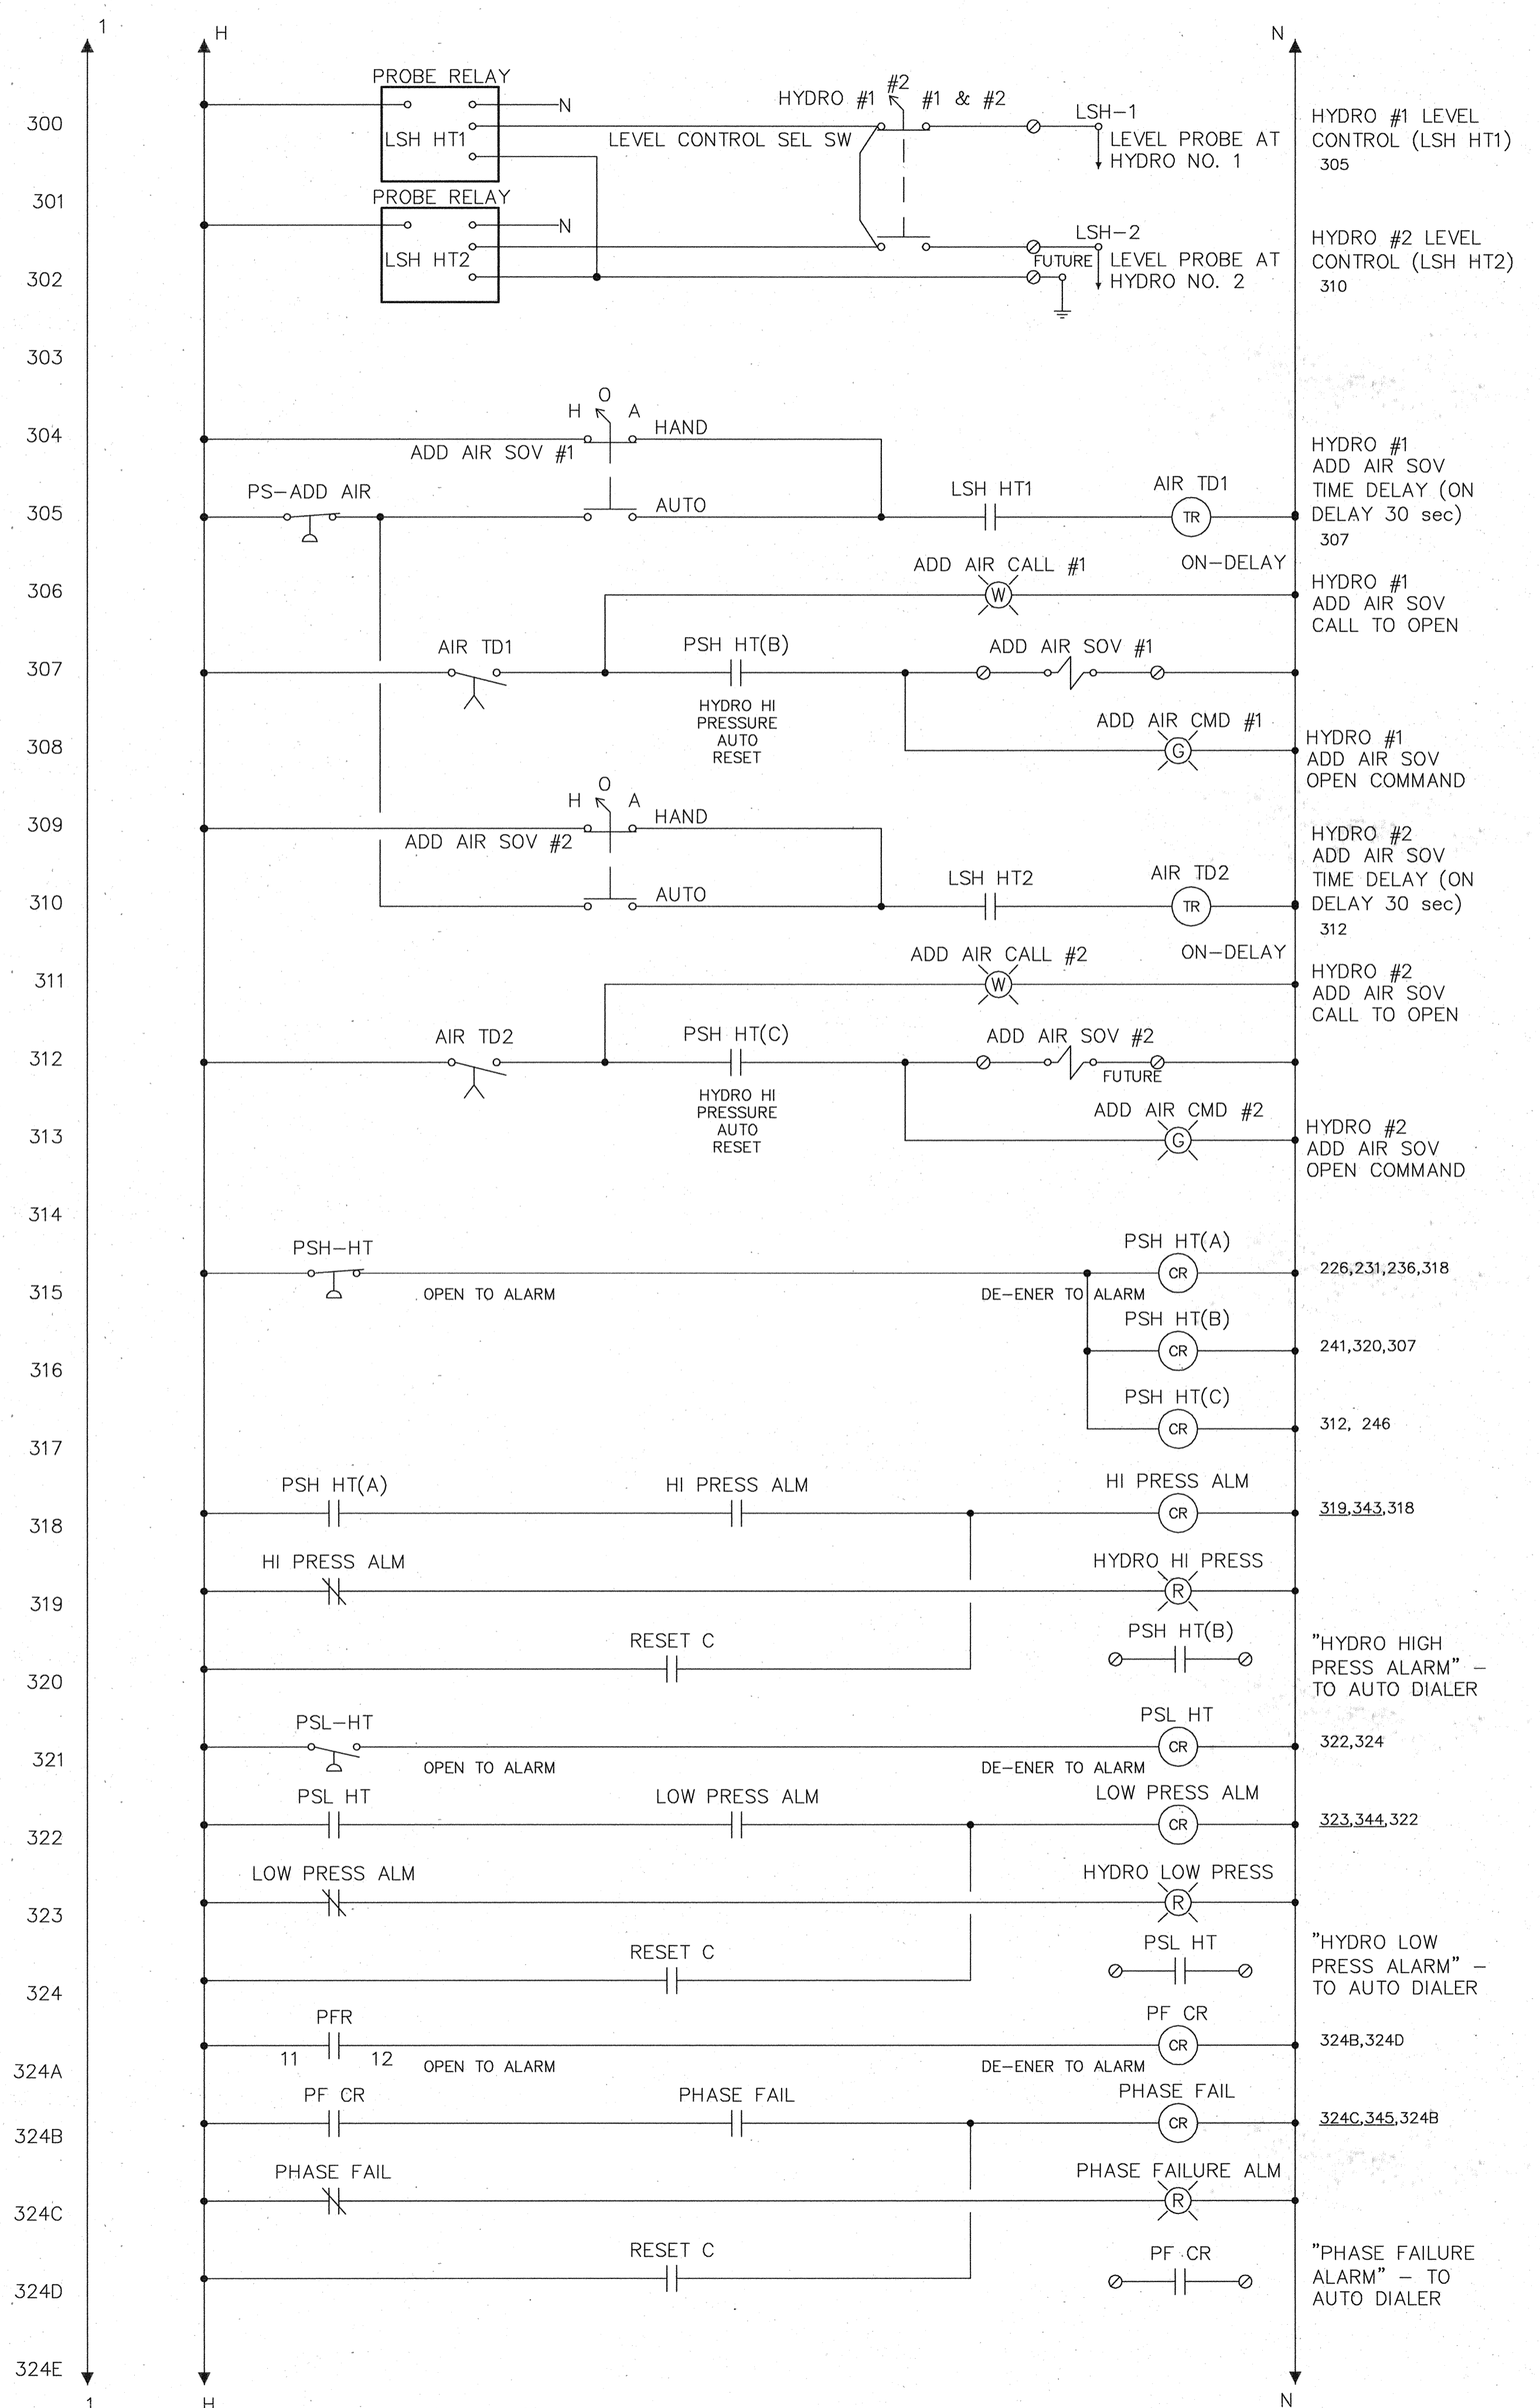 1
H
N
PROBE RELAY
LSH HT1
N
HYDRO #1
#2
#1 & #2
LEVEL CONTROL SEL SW
LSH-1
LEVEL PROBE AT
HYDRO NO. 1
300
HYDRO #1 LEVEL
CONTROL (LSH HT1)
305
301
PROBE RELAY
LSH HT2
N
LSH-2
FUTURE
LEVEL PROBE AT
HYDRO NO. 2
302
HYDRO #2 LEVEL
CONTROL (LSH HT2)
310
303
304
H O A
HAND
ADD AIR SOV #1
305
PS-ADD AIR
AUTO
LSH HT1
AIR TD1
TR
ON-DELAY
HYDRO #1
ADD AIR SOV
TIME DELAY (ON
DELAY 30 sec)
307
306
ADD AIR CALL #1
W
HYDRO #1
ADD AIR SOV
CALL TO OPEN
307
AIR TD1
PSH HT(B)
HYDRO HI
PRESSURE
AUTO
RESET
ADD AIR SOV #1
308
ADD AIR CMD #1
G
HYDRO #1
ADD AIR SOV
OPEN COMMAND
309
H O A
HAND
ADD AIR SOV #2
310
AUTO
LSH HT2
AIR TD2
TR
ON-DELAY
HYDRO #2
ADD AIR SOV
TIME DELAY (ON
DELAY 30 sec)
312
311
ADD AIR CALL #2
W
HYDRO #2
ADD AIR SOV
CALL TO OPEN
312
AIR TD2
PSH HT(C)
HYDRO HI
PRESSURE
AUTO
RESET
ADD AIR SOV #2
FUTURE
313
ADD AIR CMD #2
G
HYDRO #2
ADD AIR SOV
OPEN COMMAND
314
315
PSH-HT
OPEN TO ALARM
DE-ENER TO ALARM
PSH HT(A)
CR
226,231,236,318
316
PSH HT(B)
CR
241,320,307
317
PSH HT(C)
CR
312, 246
318
PSH HT(A)
HI PRESS ALM
HI PRESS ALM
CR
319,343,318
319
HI PRESS ALM
HYDRO HI PRESS
R
320
RESET C
PSH HT(B)
"HYDRO HIGH
PRESS ALARM" -
TO AUTO DIALER
321
PSL-HT
OPEN TO ALARM
DE-ENER TO ALARM
PSL HT
CR
322,324
322
PSL HT
LOW PRESS ALM
LOW PRESS ALM
CR
323,344,322
323
LOW PRESS ALM
HYDRO LOW PRESS
R
324
RESET C
PSL HT
"HYDRO LOW
PRESS ALARM" -
TO AUTO DIALER
324A
PFR
11 12
OPEN TO ALARM
DE-ENER TO ALARM
PF CR
CR
324B,324D
324B
PF CR
PHASE FAIL
PHASE FAIL
CR
324C,345,324B
324C
PHASE FAIL
PHASE FAILURE ALM
R
324D
RESET C
PF CR
"PHASE FAILURE
ALARM" - TO
AUTO DIALER
324E
1
H
N